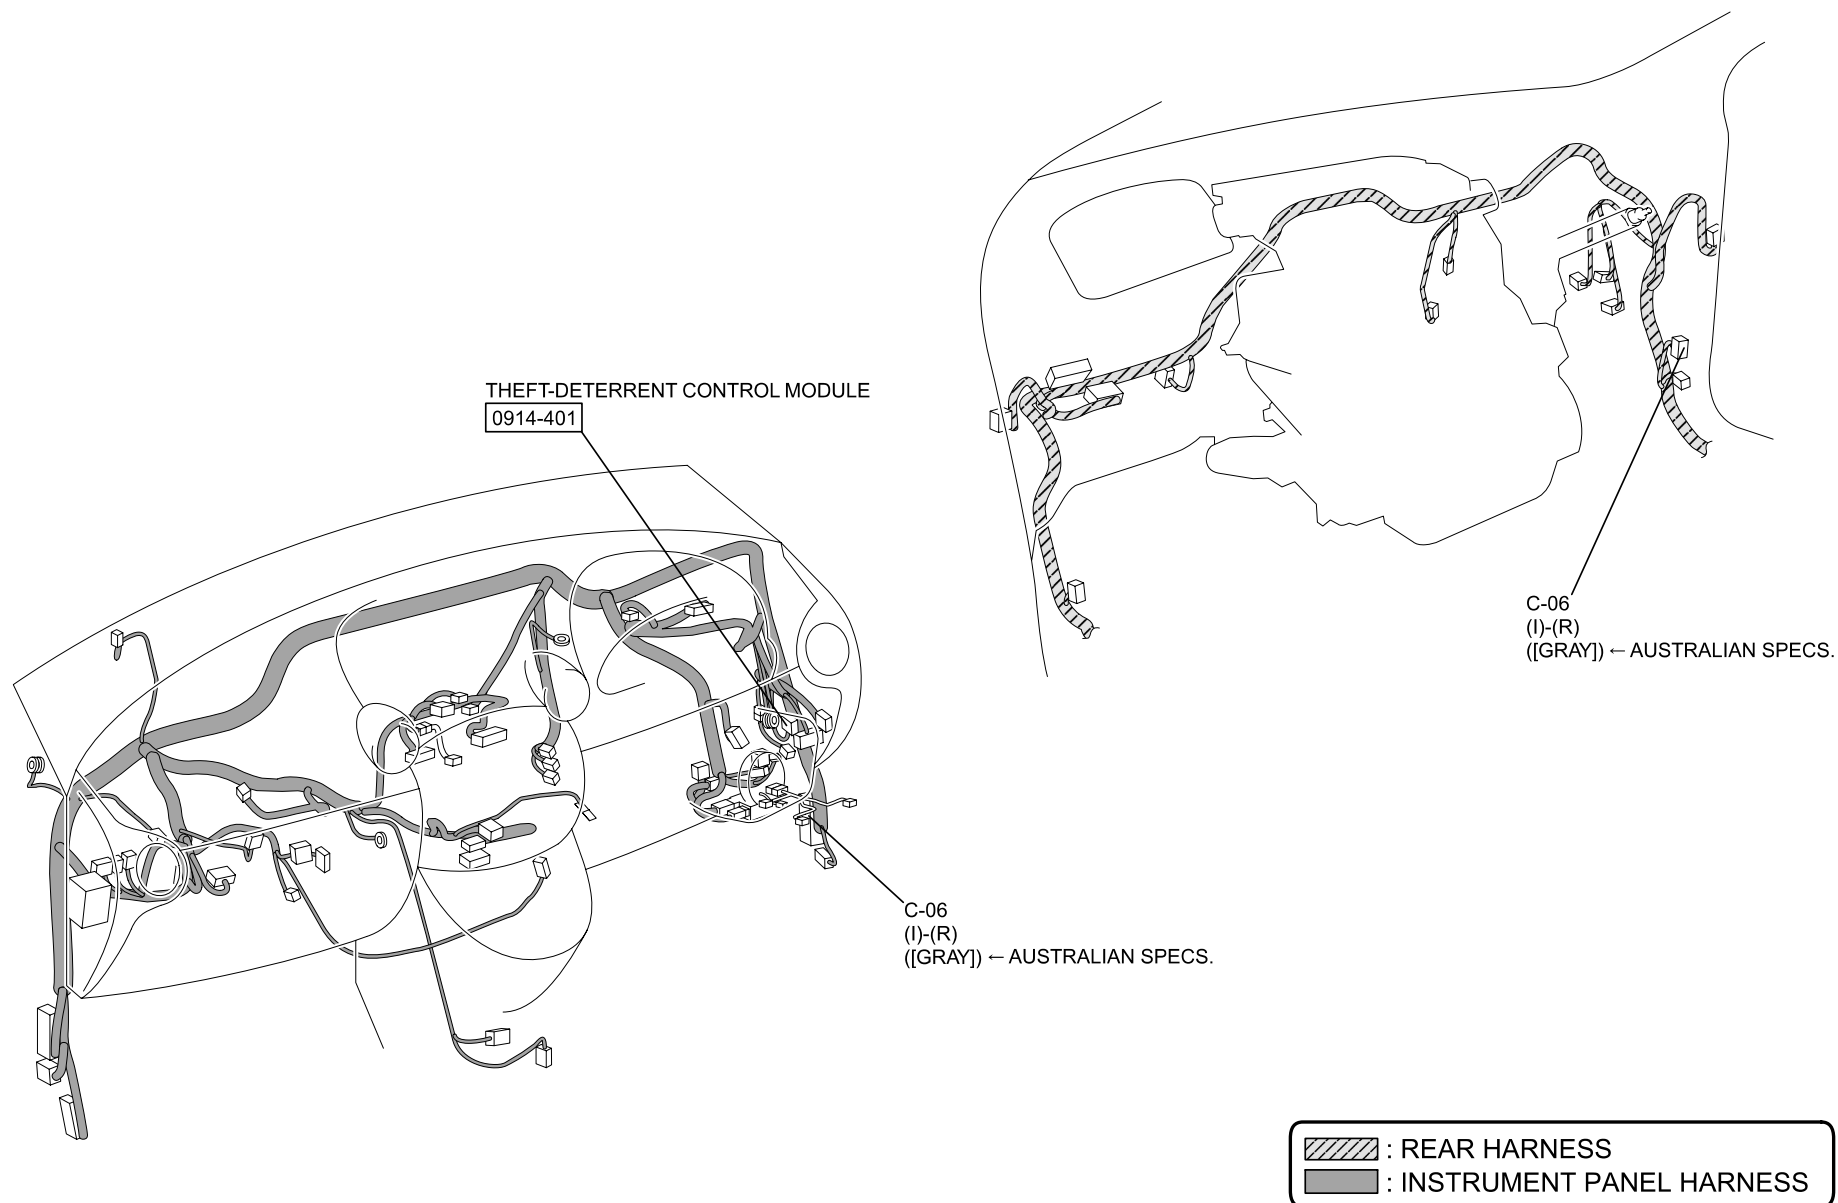 THEFT-DETERRENT CONTROL MODULE
0914-401
C-06
(I)-(R)
([GRAY]) ← AUSTRALIAN SPECS.
C-06
(I)-(R)
([GRAY]) ← AUSTRALIAN SPECS.
: REAR HARNESS
: INSTRUMENT PANEL HARNESS